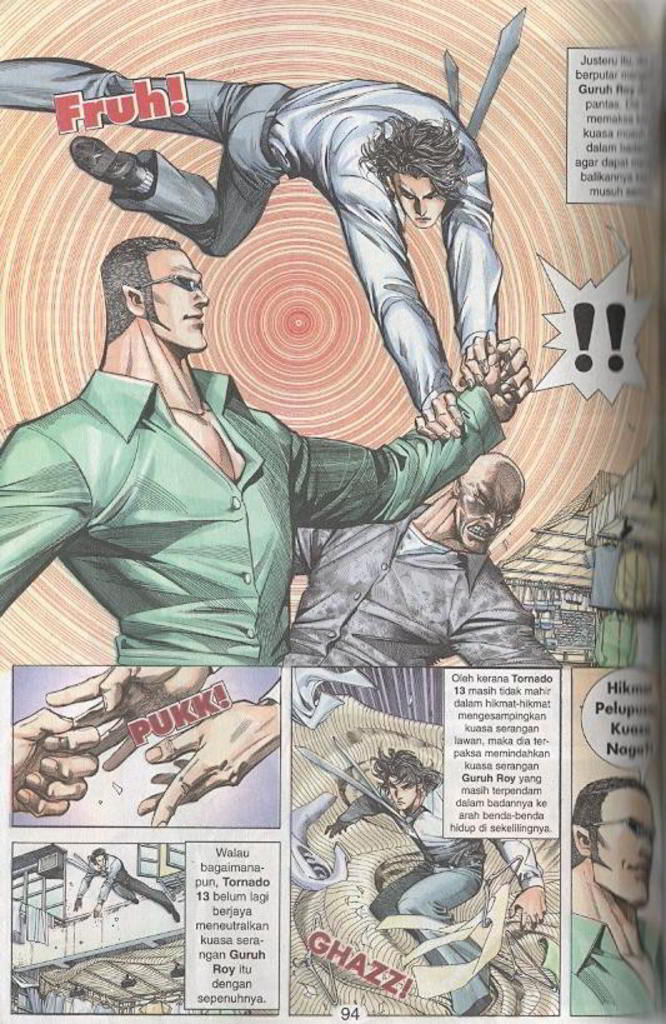 Fruh!
Justeru itu,
berputar
Guruh Roy
pantas.
memaksa
kuasa musuh
dalam
agar dapat
balikannya
musuh
!!
PUKK!
Oleh kerana Tornado
13 masih tidak mahir
dalam hikmat-hikmat
mengesampingkan
kuasa serangan
lawan, maka dia ter-
paksa memindahkan
kuasa serangan
Guruh Roy yang
masih terpendam
dalam badannya ke
arah benda-benda
hidup di sekelilingnya.
Hikmat
Pelupus
Kuasa
Naga!!
Walau
bagaimana-
pun, Tornado
13 belum lagi
berjaya
meneutralkan
kuasa sera-
ngan Guruh
Roy itu
dengan
sepenuhnya.
GHAZZ!
94